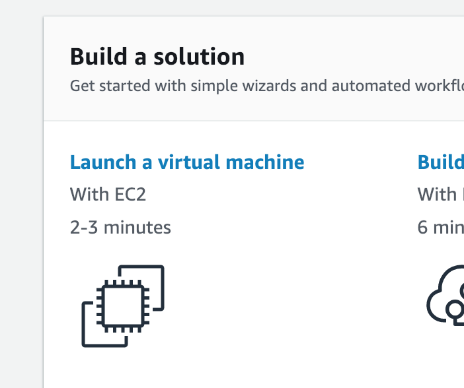 Build a solution
Get started with simple wizards and automated
Launch a virtual machine
Build
With EC2
With
2-3 minutes
6 min